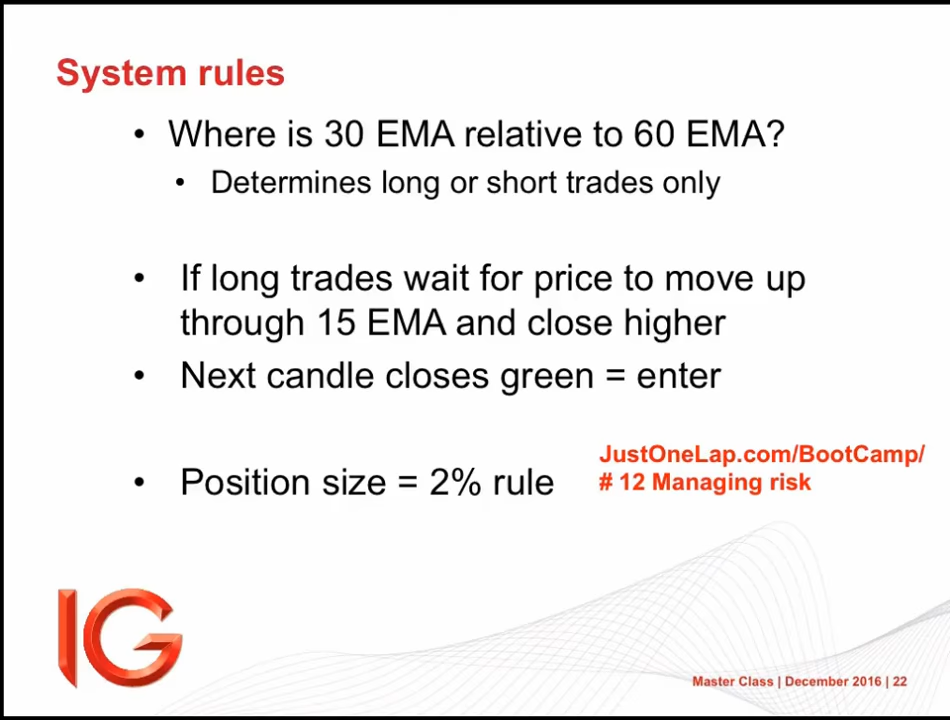 System rules
• Where is 30 EMA relative to 60 EMA?
• Determines long or short trades only
• If long trades wait for price to move up
through 15 EMA and close higher
• Next candle closes green = enter
• Position size = 2% rule
JustOneLap.com/BootCamp/
# 12 Managing risk
IG
Master Class | December 2016 | 22